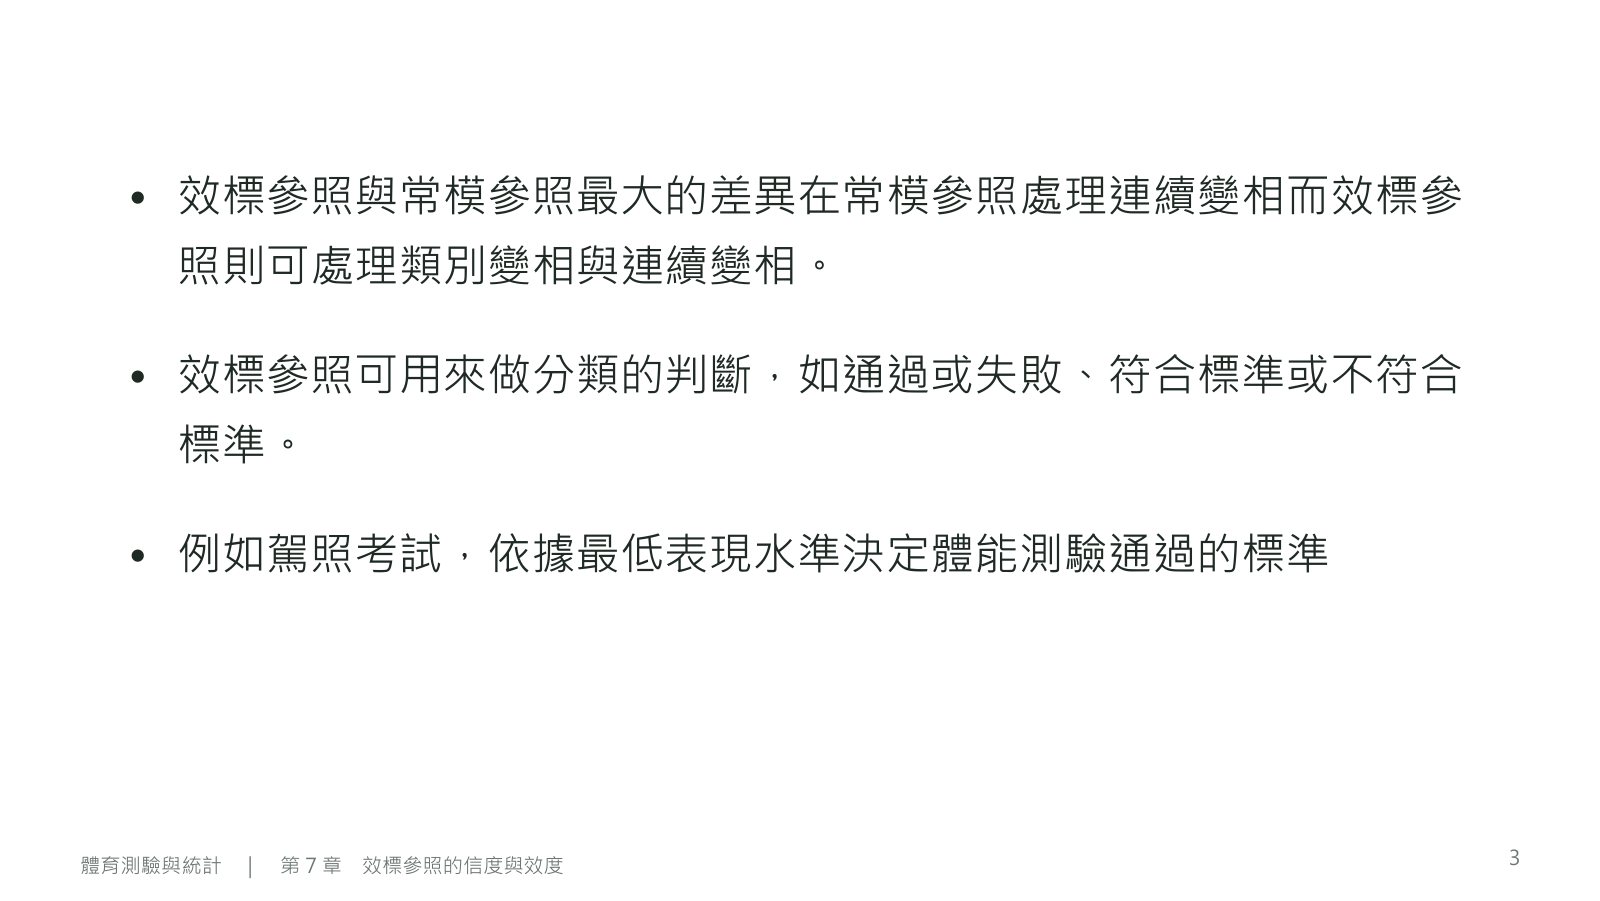 • 效標參照與常模參照最大的差異在常模參照處理連續變相而效標參
照則可處理類別變相與連續變相。
• 效標參照可用來做分類的判斷，如通過或失敗、符合標準或不符合
標準。
• 例如駕照考試，依據最低表現水準決定體能測驗通過的標準
體育測驗與統計 | 第 7 章 效標參照的信度與效度
3